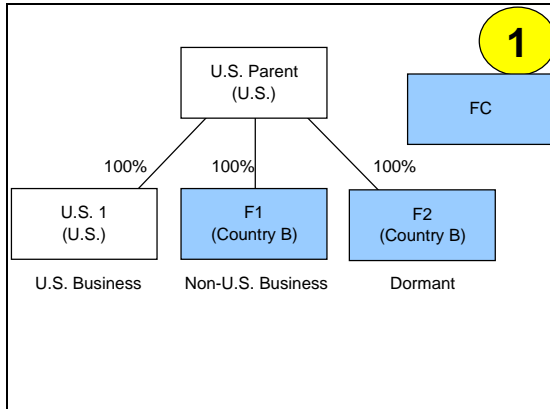 1
U.S. Parent
(U.S.)
FC
100%
100%
100%
U.S. 1
(U.S.)
F1
(Country B)
F2
(Country B)
U.S. Business
Non-U.S. Business
Dormant